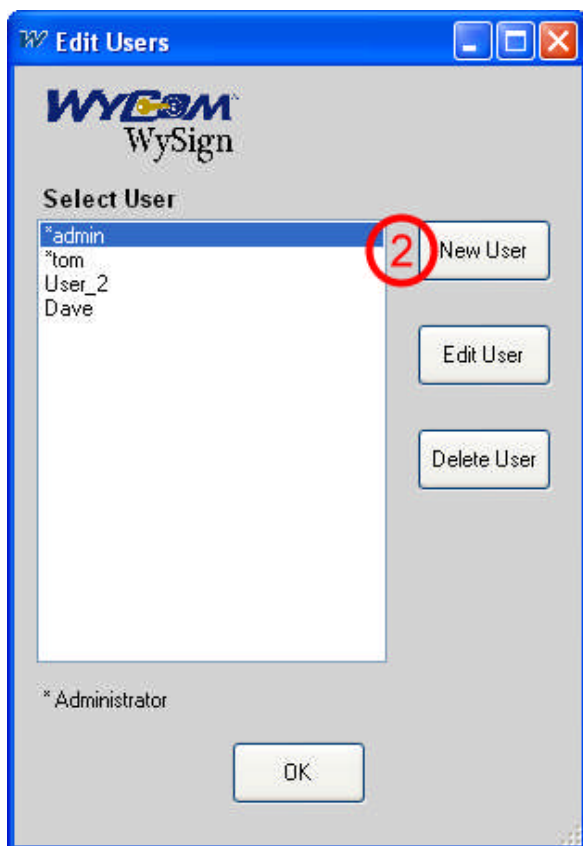 W Edit Users
WYCOM
WySign
Select User
*admin
*tom
User_2
Dave
2
New User
Edit User
Delete User
* Administrator
OK